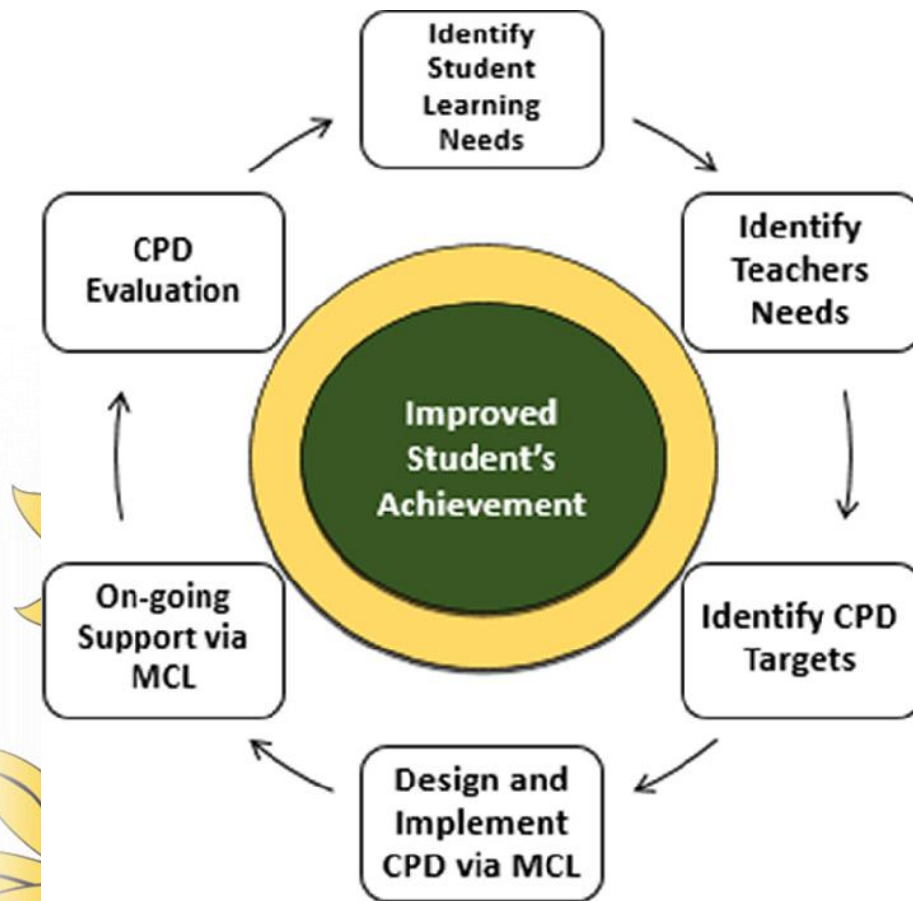 Identify
Student
Learning
Needs
Identify
Teachers
Needs
Identify CPD
Targets
Design and
Implement
CPD via MCL
On-going
Support via
MCL
CPD
Evaluation
Improved
Student’s
Achievement